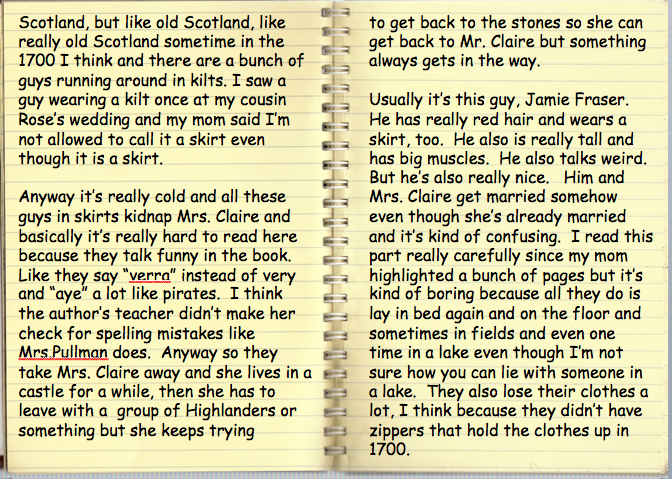 Scotland, but like old Scotland, like
really old Scotland sometime in the
1700 I think and there are a bunch of
guys running around in kilts. I saw a
guy wearing a kilt once at my cousin
Rose's wedding and my mom said I'm
not allowed to call it a skirt even
though it is a skirt.
Anyway it's really cold and all these
guys in skirts kidnap Mrs. Claire and
basically it's really hard to read here
because they talk funny in the book.
Like they say "verra" instead of very
and "aye" a lot like pirates. I think
the author's teacher didn't make her
check for spelling mistakes like
Mrs.Pullman does. Anyway so they
take Mrs. Claire away and she lives in a
castle for a while, then she has to
leave with a group of Highlanders or
something but she keeps trying
to get back to the stones so she can
get back to Mr. Claire but something
always gets in the way.
Usually it's this guy, Jamie Fraser.
He has really red hair and wears a
skirt, too. He also is really tall and
has big muscles. He also talks weird.
But he's also really nice. Him and
Mrs. Claire get married somehow
even though she's already married
and it's kind of confusing. I read this
part really carefully since my mom
highlighted a bunch of pages but it's
kind of boring because all they do is
lay in bed again and on the floor and
sometimes in fields and even one
time in a lake even though I'm not
sure how you can lie with someone in
a lake. They also lose their clothes a
lot, I think because they didn't have
zippers that hold the clothes up in
1700.